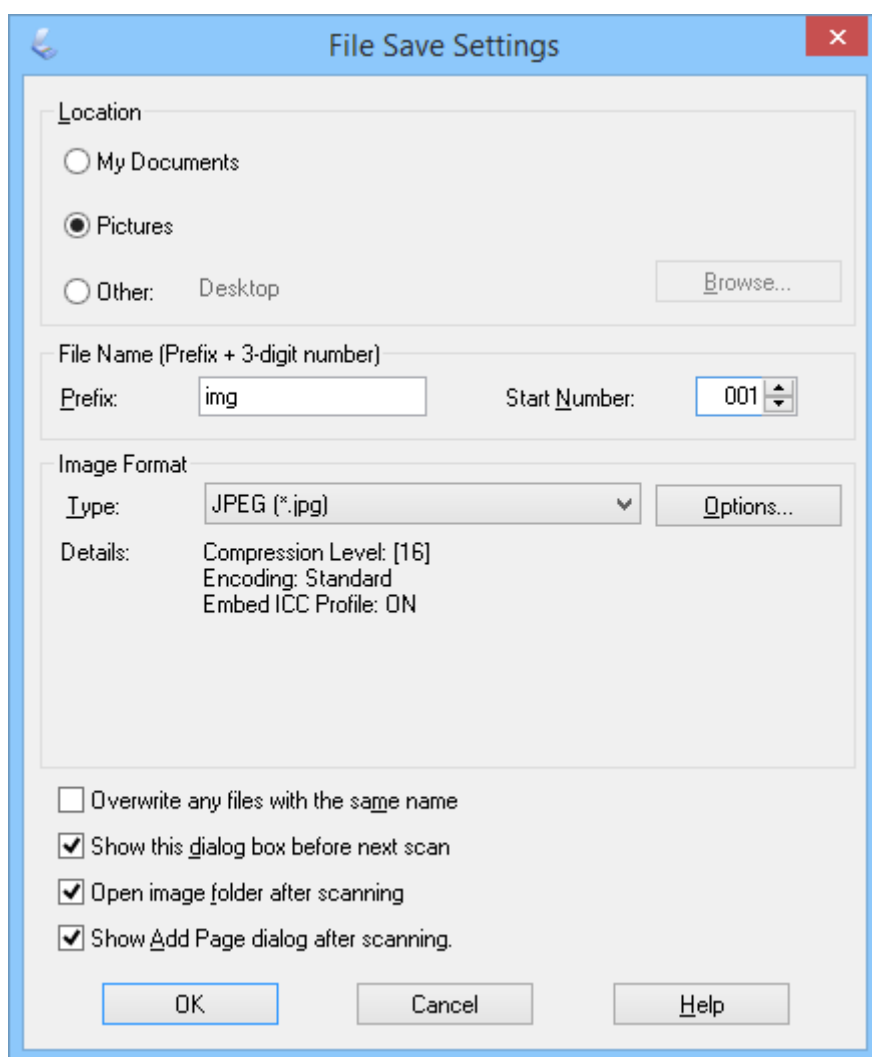 File Save Settings
Location
My Documents
Pictures
Other: Desktop Browse...
File Name (Prefix + 3-digit number)
Prefix: img Start Number: 001
Image Format
Type: JPEG (*.jpg) Options...
Details: Compression Level: [16]
Encoding: Standard
Embed ICC Profile: ON
Overwrite any files with the same name
Show this dialog box before next scan
Open image folder after scanning
Show Add Page dialog after scanning.
OK Cancel Help